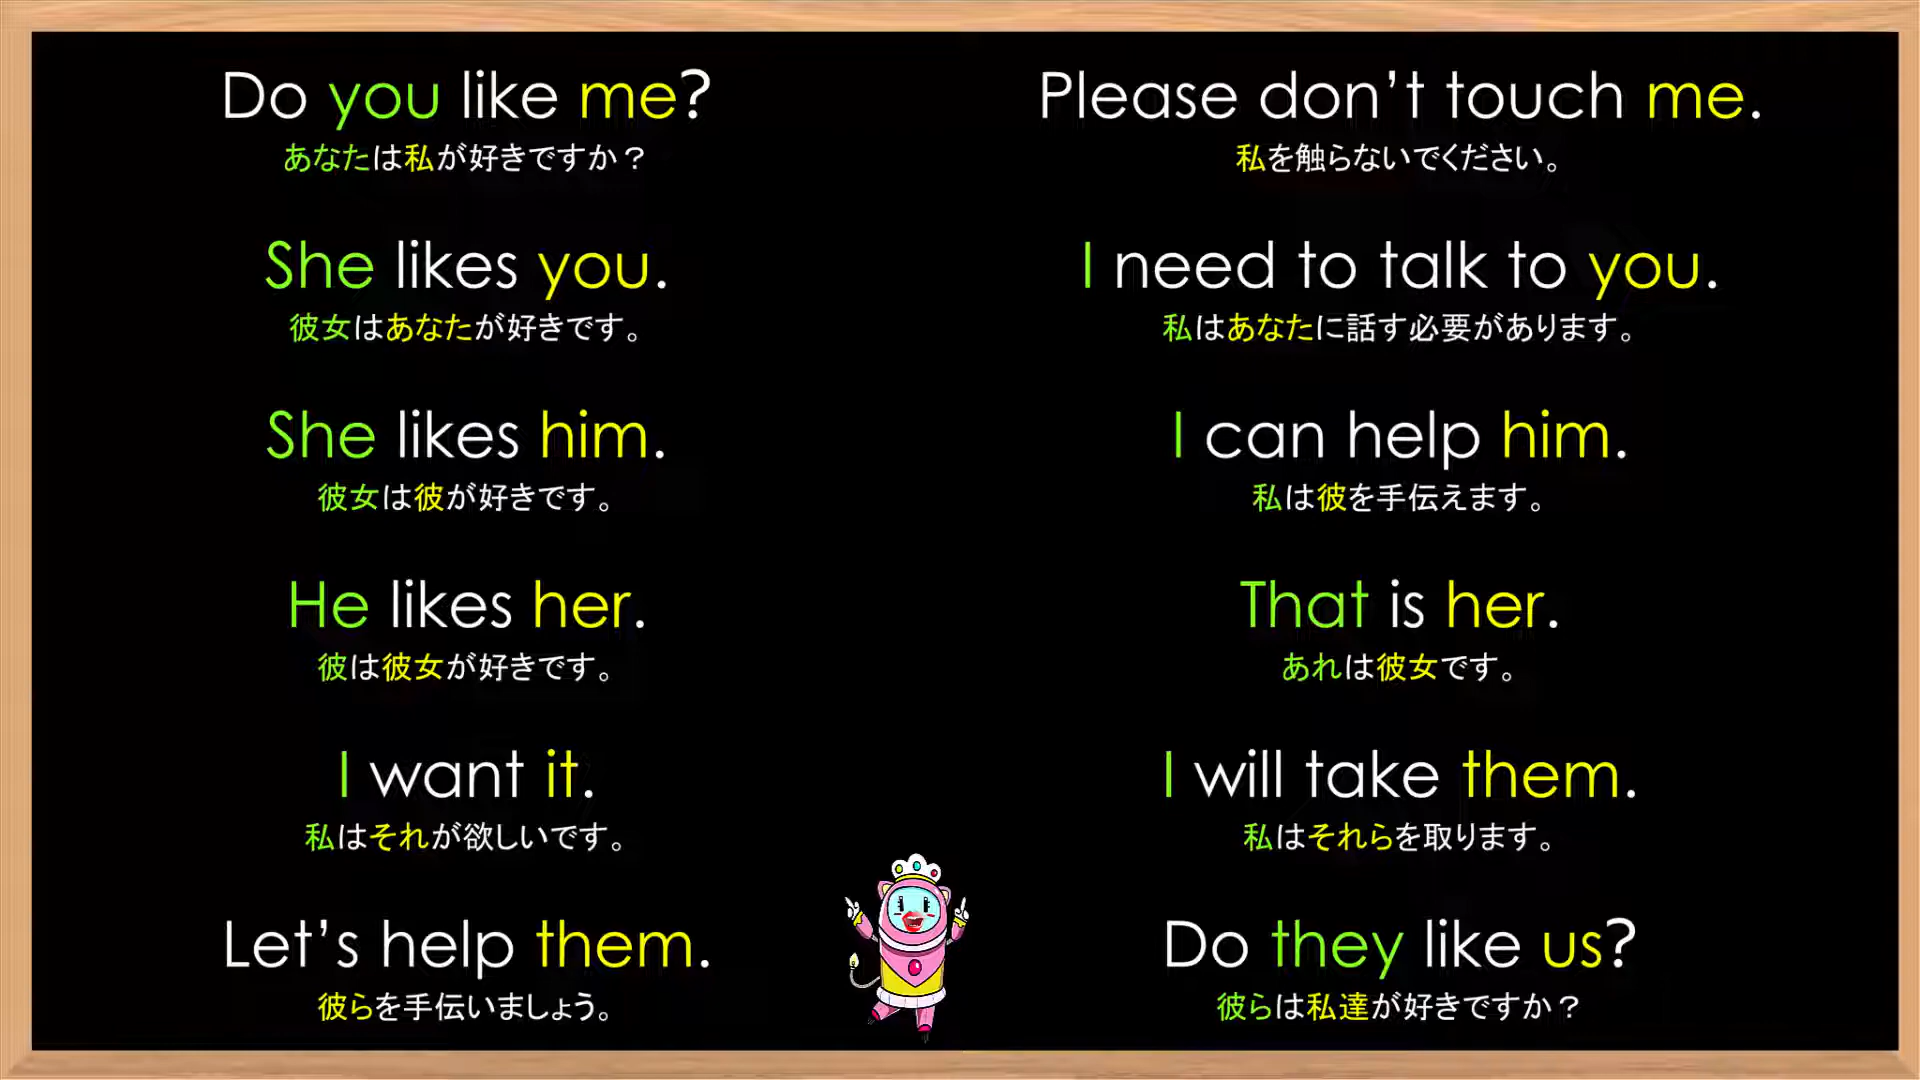 Do you like me?
あなたは私が好きですか？
She likes you.
彼女はあなたが好きです。
She likes him.
彼女は彼が好きです。
He likes her.
彼は彼女が好きです。
I want it.
私はそれが欲しいです。
Let’s help them.
彼らを手伝いましょう。
Please don’t touch me.
私を触らないでください。
I need to talk to you.
私はあなたに話す必要があります。
I can help him.
私は彼を手伝えます。
That is her.
あれは彼女です。
I will take them.
私はそれらを取ります。
Do they like us?
彼らは私達が好きですか？